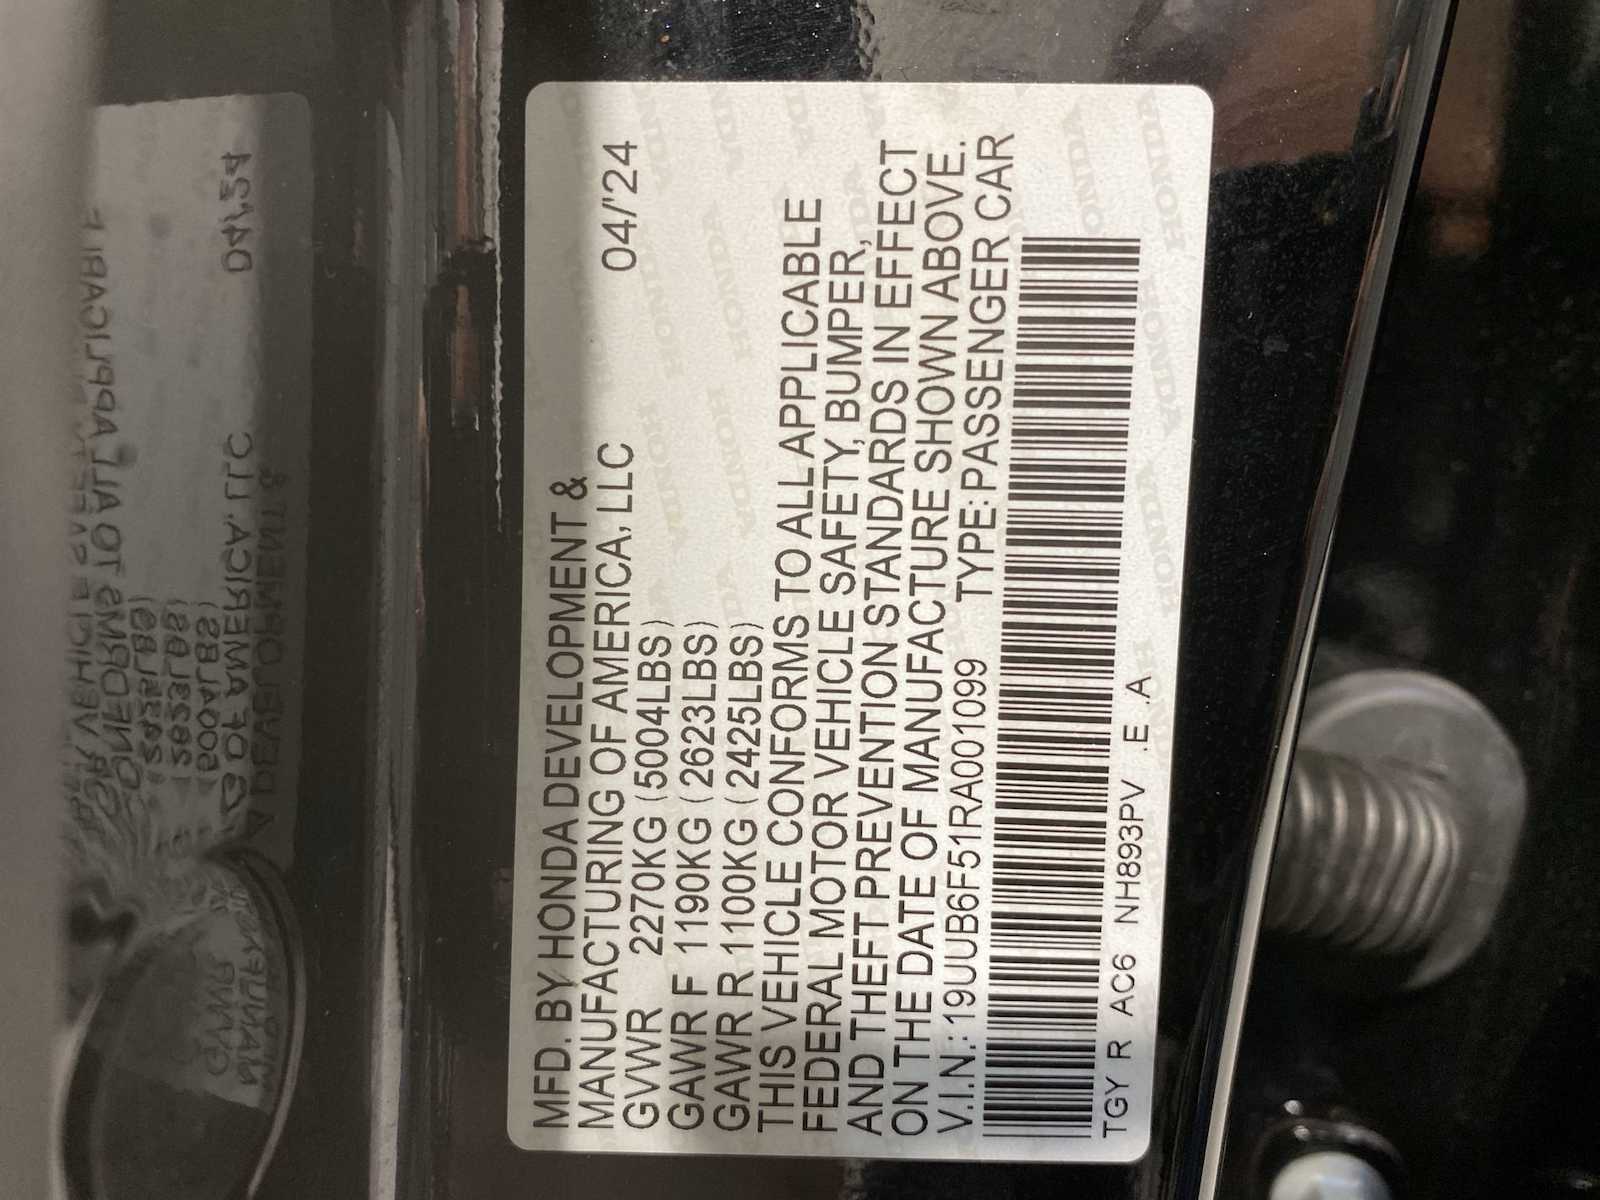 MFD. BY HONDA DEVELOPMENT &
MANUFACTURING OF AMERICA, LLC 04/'24
GVWR 2270KG (5004LBS)
GAWR F 1190KG (2623LBS)
GAWR R 1100KG (2425LBS)
THIS VEHICLE CONFORMS TO ALL APPLICABLE
FEDERAL MOTOR VEHICLE SAFETY, BUMPER,
AND THEFT PREVENTION STANDARDS IN EFFECT
ON THE DATE OF MANUFACTURE SHOWN ABOVE.
V.I.N.: 19UUB6F51RA001099 TYPE: PASSENGER CAR
TGY R AC6 NH893PV .E .A